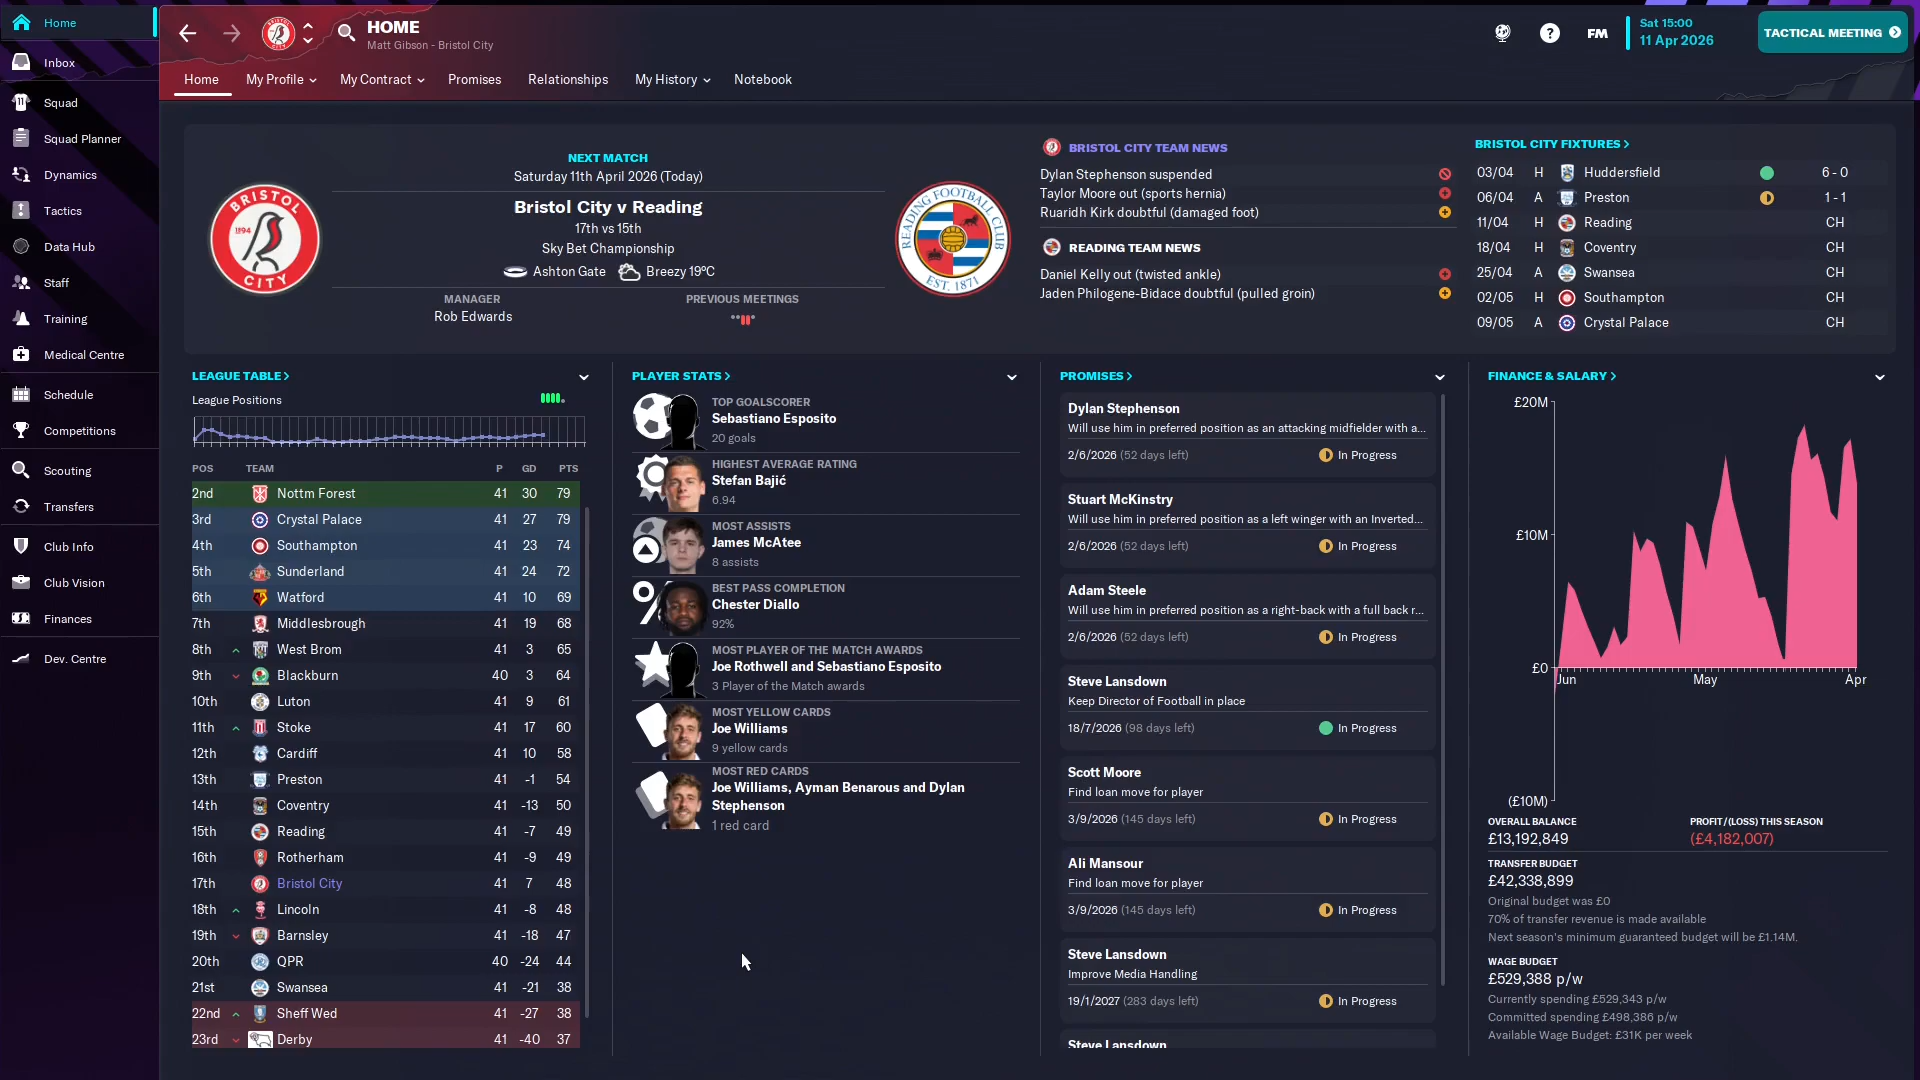 Home
Inbox
Squad
Squad Planner
Dynamics
Tactics
Data Hub
Staff
Training
Medical Centre
Schedule
Competitions
Scouting
Transfers
Club Info
Club Vision
Finances
Dev. Centre
HOME
Matt Gibson - Bristol City
FM
Sat 15:00
11 Apr 2026
TACTICAL MEETING
Home My Profile My Contract Promises Relationships My History Notebook
NEXT MATCH
Saturday 11th April 2026 (Today)
Bristol City v Reading
17th vs 15th
Sky Bet Championship
Ashton Gate Breezy 19ºC
MANAGER
Rob Edwards
PREVIOUS MEETINGS
BRISTOL
1894
CITY
READING FOOTBALL CLUB
EST. 1871
BRISTOL CITY TEAM NEWS
Dylan Stephenson suspended
Taylor Moore out (sports hernia)
Ruaridh Kirk doubtful (damaged foot)
READING TEAM NEWS
Daniel Kelly out (twisted ankle)
Jaden Philogene-Bidace doubtful (pulled groin)
BRISTOL CITY FIXTURES
03/04 H Huddersfield 6 - 0
06/04 A Preston 1 - 1
11/04 H Reading CH
18/04 H Coventry CH
25/04 A Swansea CH
02/05 H Southampton CH
09/05 A Crystal Palace CH
LEAGUE TABLE
League Positions
POS TEAM P GD PTS
2nd Nottm Forest 41 30 79
3rd Crystal Palace 41 27 79
4th Southampton 41 23 74
5th Sunderland 41 24 72
6th Watford 41 10 69
7th Middlesbrough 41 19 68
8th West Brom 41 3 65
9th Blackburn 40 3 64
10th Luton 41 9 61
11th Stoke 41 17 60
12th Cardiff 41 10 58
13th Preston 41 -1 54
14th Coventry 41 -13 50
15th Reading 41 -7 49
16th Rotherham 41 -9 49
17th Bristol City 41 7 48
18th Lincoln 41 -8 48
19th Barnsley 41 -18 47
20th QPR 40 -24 44
21st Swansea 41 -21 38
22nd Sheff Wed 41 -27 38
23rd Derby 41 -40 37
PLAYER STATS
TOP GOALSCORER
Sebastiano Esposito
20 goals
HIGHEST AVERAGE RATING
Stefan Bajić
6.94
MOST ASSISTS
James McAtee
8 assists
BEST PASS COMPLETION
Chester Diallo
92%
MOST PLAYER OF THE MATCH AWARDS
Joe Rothwell and Sebastiano Esposito
3 Player of the Match awards
MOST YELLOW CARDS
Joe Williams
9 yellow cards
MOST RED CARDS
Joe Williams, Ayman Benarous and Dylan
Stephenson
1 red card
PROMISES
Dylan Stephenson
Will use him in preferred position as an attacking midfielder with a...
2/6/2026 (52 days left) In Progress
Stuart McKinstry
Will use him in preferred position as a left winger with an Inverted...
2/6/2026 (52 days left) In Progress
Adam Steele
Will use him in preferred position as a right-back with a full back r...
2/6/2026 (52 days left) In Progress
Steve Lansdown
Keep Director of Football in place
18/7/2026 (98 days left) In Progress
Scott Moore
Find loan move for player
3/9/2026 (145 days left) In Progress
Ali Mansour
Find loan move for player
3/9/2026 (145 days left) In Progress
Steve Lansdown
Improve Media Handling
19/1/2027 (283 days left) In Progress
Steve Lansdown
FINANCE & SALARY
£20M
£10M
£0
(£10M)
Jun May Apr
OVERALL BALANCE
£13,192,849
PROFIT/(LOSS) THIS SEASON
(£4,182,007)
TRANSFER BUDGET
£42,338,899
Original budget was £0
70% of transfer revenue is made available
Next season's minimum guaranteed budget will be £1.14M.
WAGE BUDGET
£529,388 p/w
Currently spending £529,343 p/w
Committed spending £498,386 p/w
Available Wage Budget: £31K per week